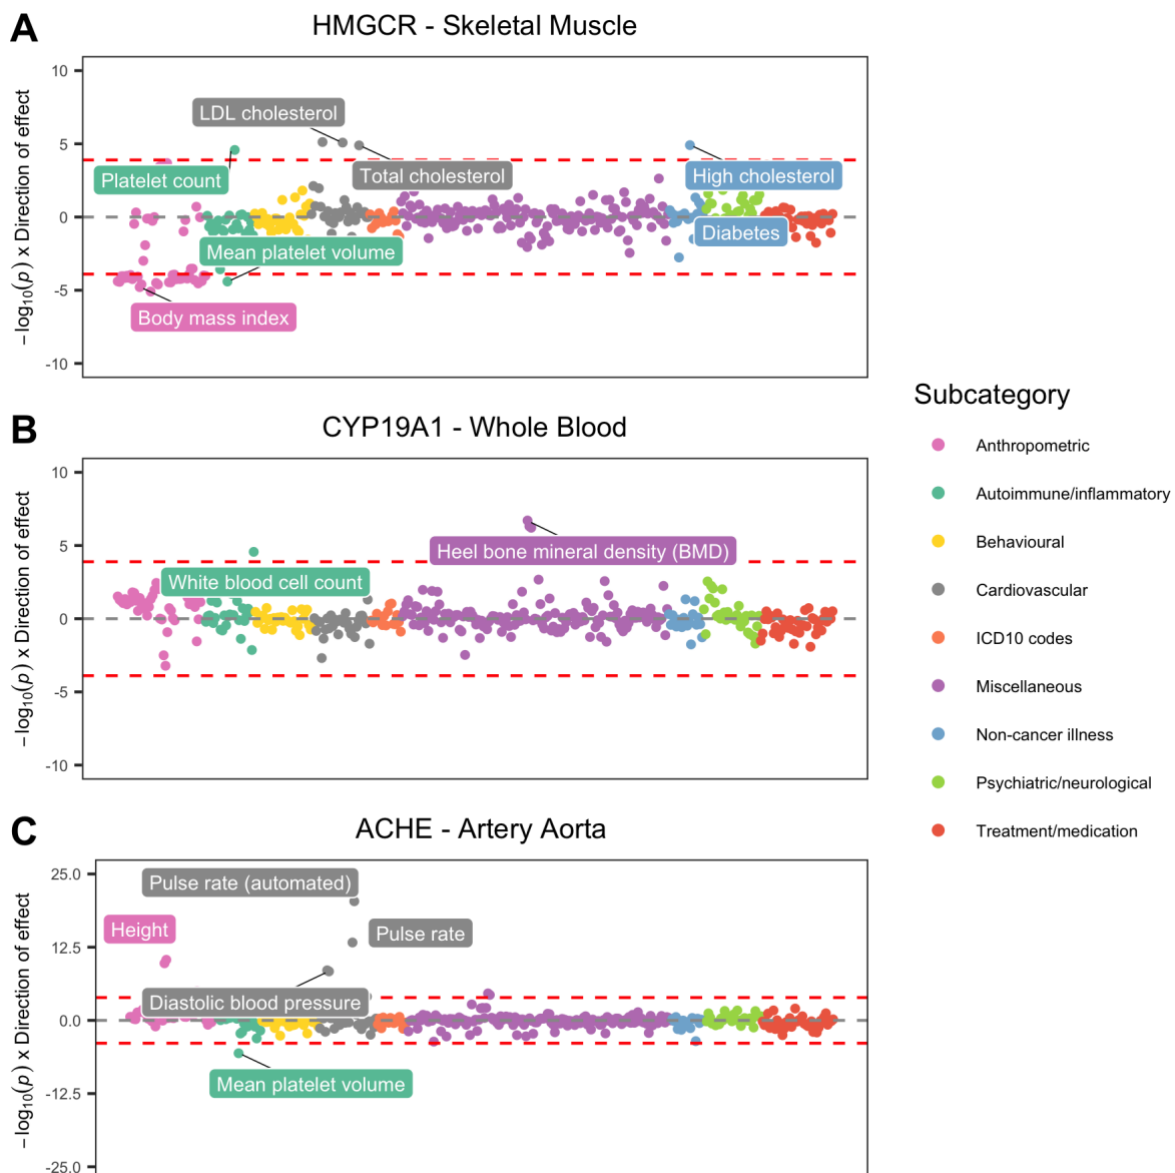 A
HMGCR - Skeletal Muscle
−log10(p) x Direction of effect
10
5
0
-5
-10
LDL cholesterol
Platelet count
Total cholesterol
High cholesterol
Diabetes
Mean platelet volume
Body mass index
B
CYP19A1 - Whole Blood
−log10(p) x Direction of effect
10
5
0
-5
-10
Heel bone mineral density (BMD)
White blood cell count
C
ACHE - Artery Aorta
−log10(p) x Direction of effect
25.0
12.5
0.0
-12.5
-25.0
Pulse rate (automated)
Height
Pulse rate
Diastolic blood pressure
Mean platelet volume
Subcategory
Anthropometric
Autoimmune/inflammatory
Behavioural
Cardiovascular
ICD10 codes
Miscellaneous
Non-cancer illness
Psychiatric/neurological
Treatment/medication